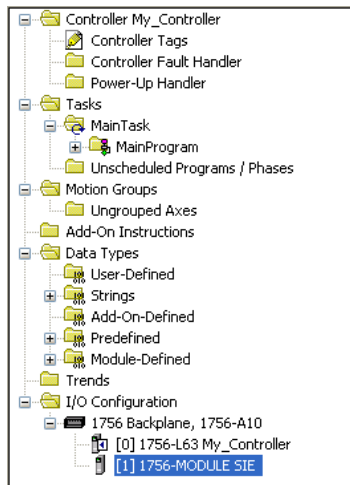 Controller My_Controller
Controller Tags
Controller Fault Handler
Power-Up Handler
Tasks
MainTask
MainProgram
Unscheduled Programs / Phases
Motion Groups
Ungrouped Axes
Add-On Instructions
Data Types
User-Defined
Strings
Add-On-Defined
Predefined
Module-Defined
Trends
I/O Configuration
1756 Backplane, 1756-A10
[0] 1756-L63 My_Controller
[1] 1756-MODULE SIE